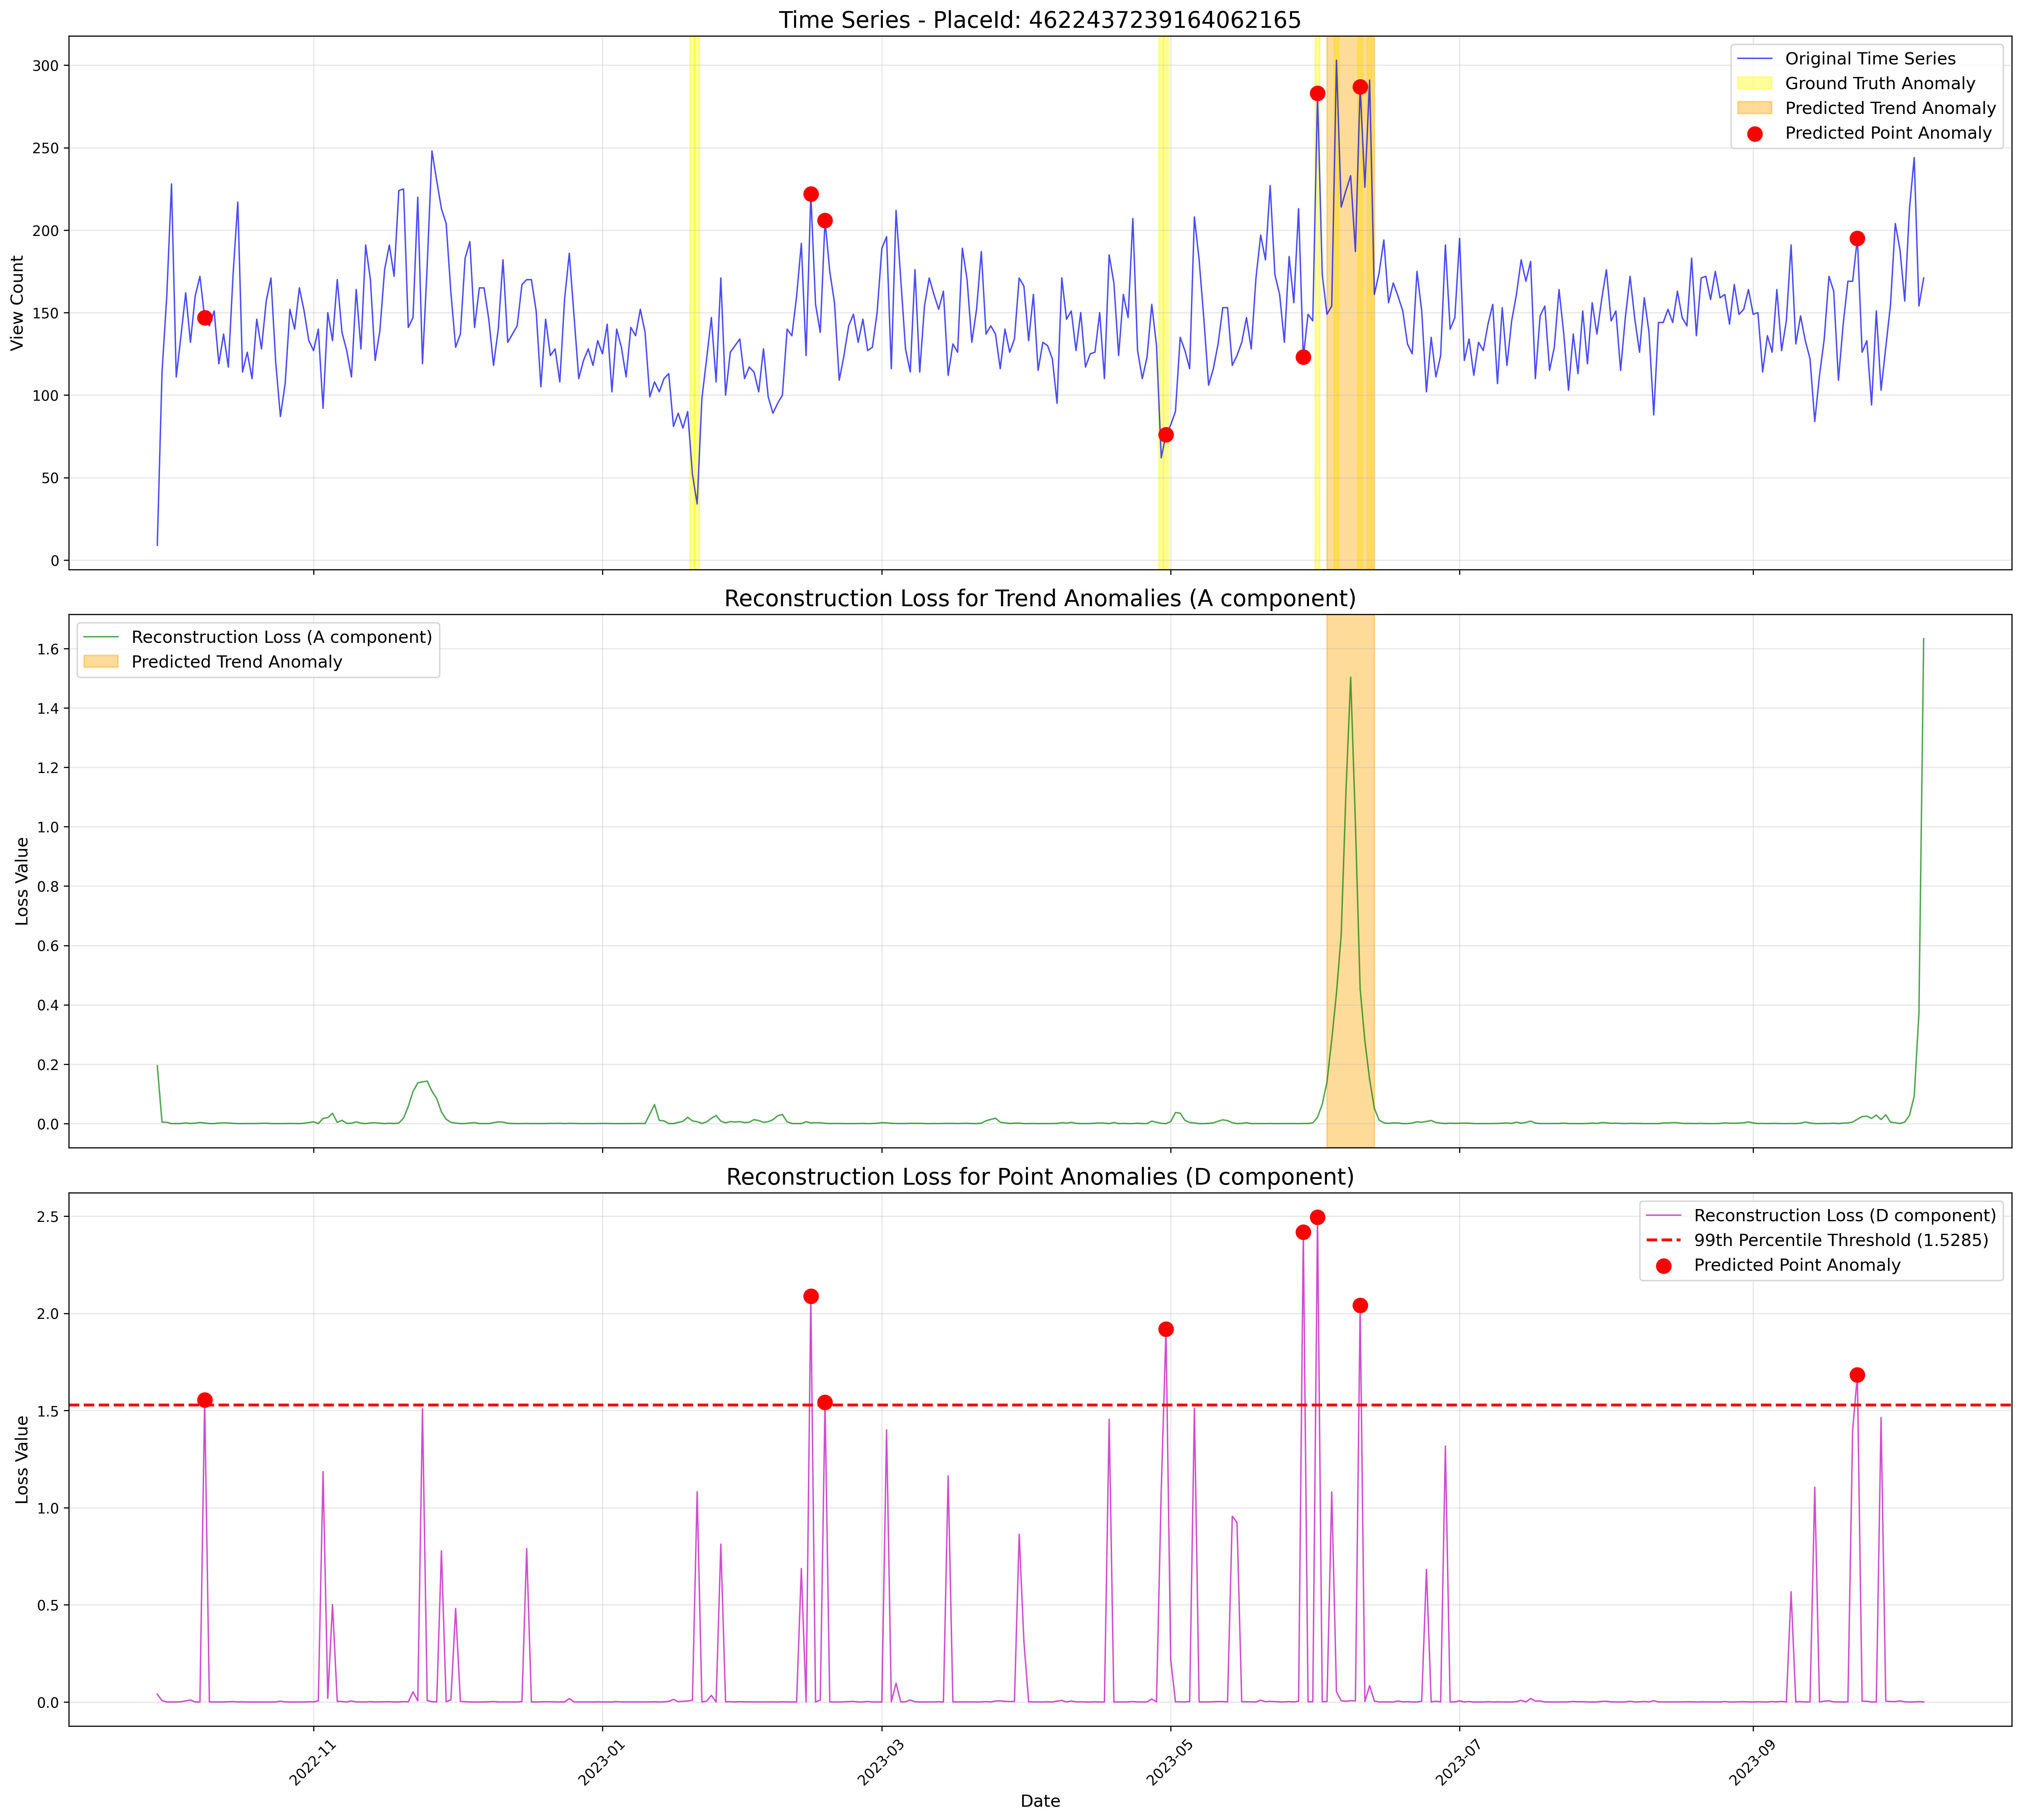 Time Series - PlaceId: 4622437239164062165
Original Time Series
Ground Truth Anomaly
Predicted Trend Anomaly
Predicted Point Anomaly
View Count
300
250
200
150
100
50
0
Reconstruction Loss for Trend Anomalies (A component)
Reconstruction Loss (A component)
Predicted Trend Anomaly
Loss Value
1.6
1.4
1.2
1.0
0.8
0.6
0.4
0.2
0.0
Reconstruction Loss for Point Anomalies (D component)
Reconstruction Loss (D component)
99th Percentile Threshold (1.5285)
Predicted Point Anomaly
Loss Value
2.5
2.0
1.5
1.0
0.5
0.0
2022-11
2023-01
2023-03
2023-05
2023-07
2023-09
Date